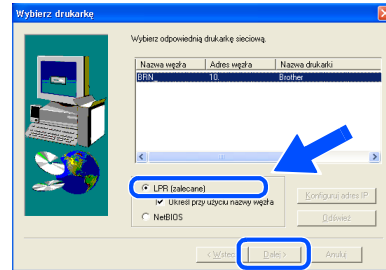 Wybierz drukarkę
Wybierz odpowiednią drukarkę sieciową.
Nazwa węzła Adres węzła Nazwa drukarki
BRN_ 10. Brother
LPR (zalecane)
Określ przy użyciu nazwy węzła
NetBIOS
Konfiguruj adres IP
Odśwież
< Wstecz Dalej > Anuluj